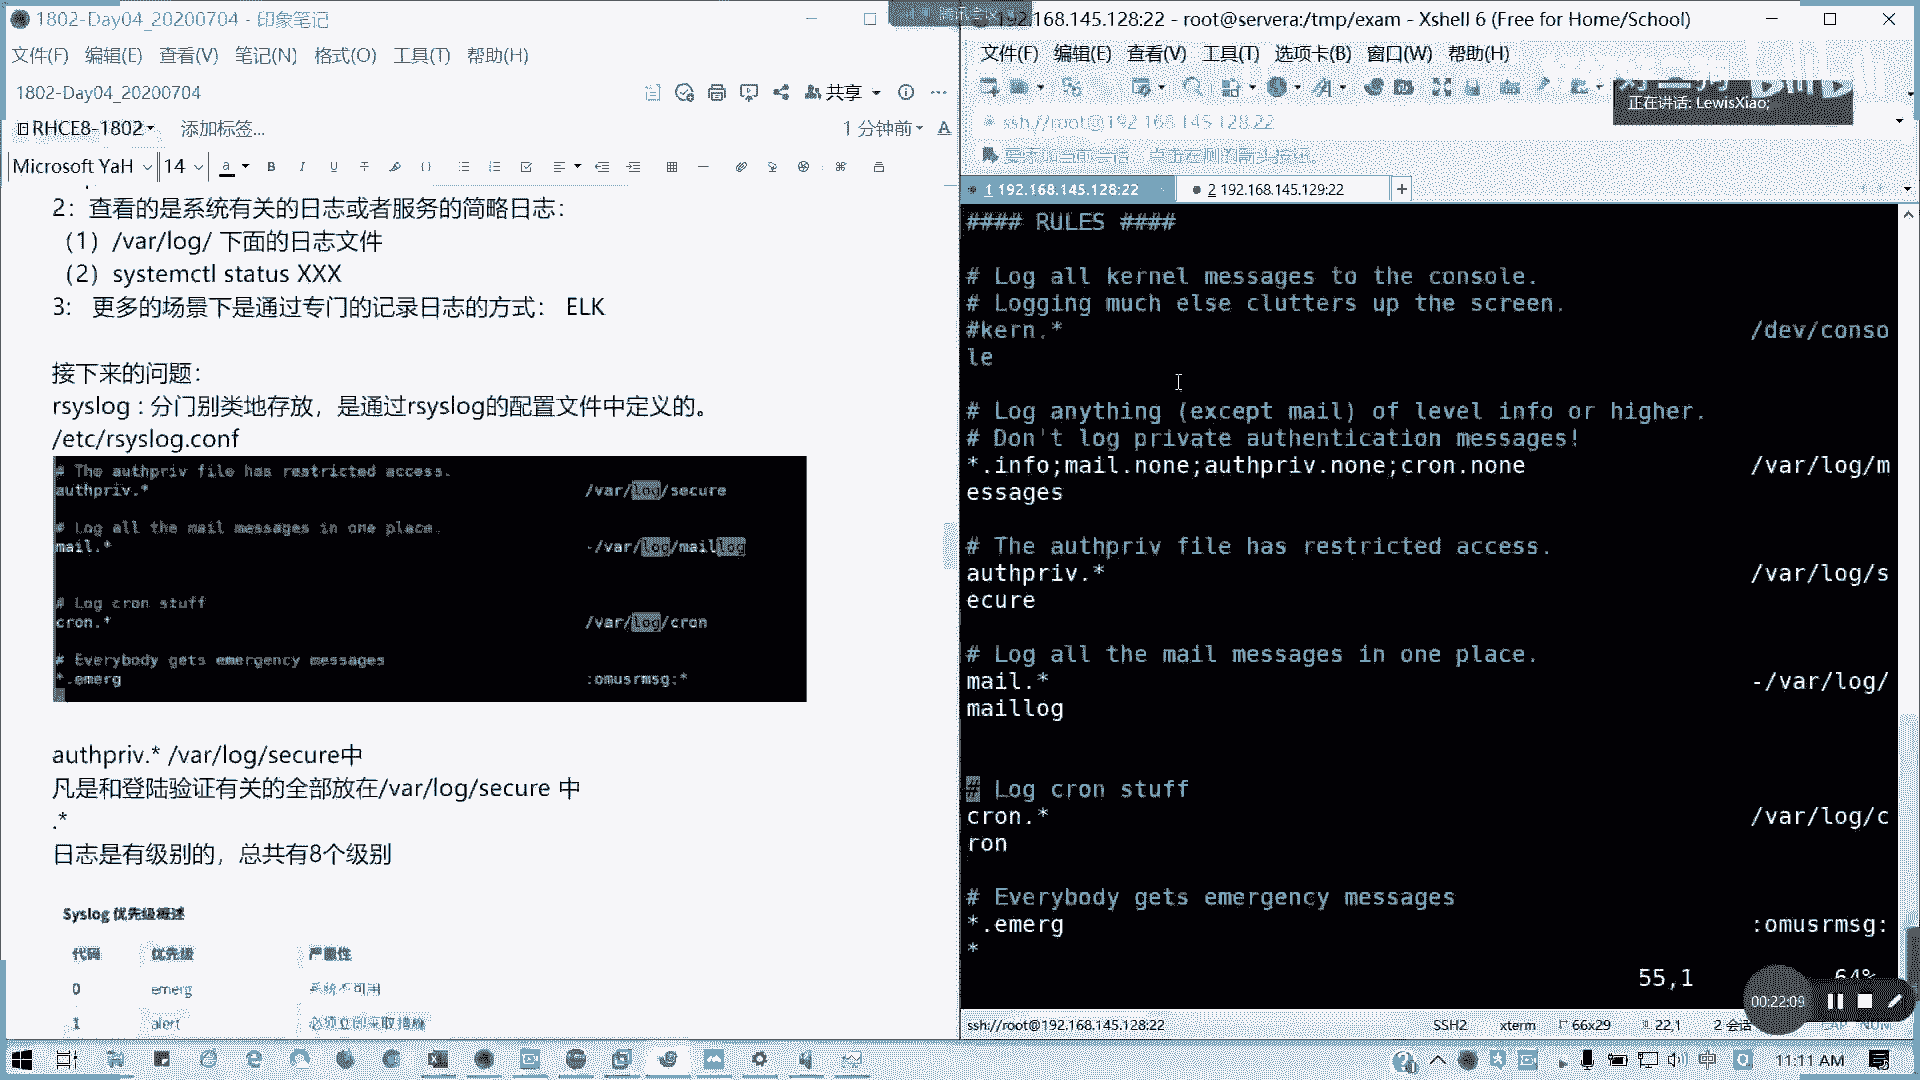 1802-Day04_20200704 - 印象笔记
文件(F) 编辑(E) 查看(V) 笔记(N) 格式(O) 工具(T) 帮助(H)
1802-Day04_20200704
共享
RHCE8-1802
添加标签...
1 分钟前
Microsoft YaH 14
2：查看的是系统有关的日志或者服务的简略日志：
（1）/var/log/ 下面的日志文件
（2）systemctl status XXX
3： 更多的场景下是通过专门的记录日志的方式： ELK
接下来的问题：
rsyslog : 分门别类地存放，是通过rsyslog的配置文件中定义的。
/etc/rsyslog.conf
# The authpriv file has restricted access.
authpriv.* /var/log/secure
# Log all the mail messages in one place.
mail.* -/var/log/maillog
# Log cron stuff
cron.* /var/log/cron
# Everybody gets emergency messages
*.emerg :omusrmsg:*
authpriv.* /var/log/secure中
凡是和登陆验证有关的全部放在/var/log/secure 中
.*
日志是有级别的，总共有8个级别
Syslog 优先级概述
代码 优先级 严重性
0 emerg 系统不可用
1 alert 必须立即采取措施
192.168.145.128:22 - root@servera:/tmp/exam - Xshell 6 (Free for Home/School)
文件(F) 编辑(E) 查看(V) 工具(T) 选项卡(B) 窗口(W) 帮助(H)
正在讲话: LewisXiao;
ssh://root@192.168.145.128:22
要添加当前会话，点击左侧的箭头按钮。
1 192.168.145.128:22
2 192.168.145.129:22
#### RULES ####
# Log all kernel messages to the console.
# Logging much else clutters up the screen.
#kern.* /dev/conso
le
# Log anything (except mail) of level info or higher.
# Don't log private authentication messages!
*.info;mail.none;authpriv.none;cron.none /var/log/m
essages
# The authpriv file has restricted access.
authpriv.* /var/log/s
ecure
# Log all the mail messages in one place.
mail.* -/var/log/
maillog
# Log cron stuff
cron.* /var/log/c
ron
# Everybody gets emergency messages
*.emerg :omusrmsg:
*
55,1 64%
00:22:09
ssh://root@192.168.145.128:22 SSH2 xterm 66x29 22,1 2 会话
11:11 AM